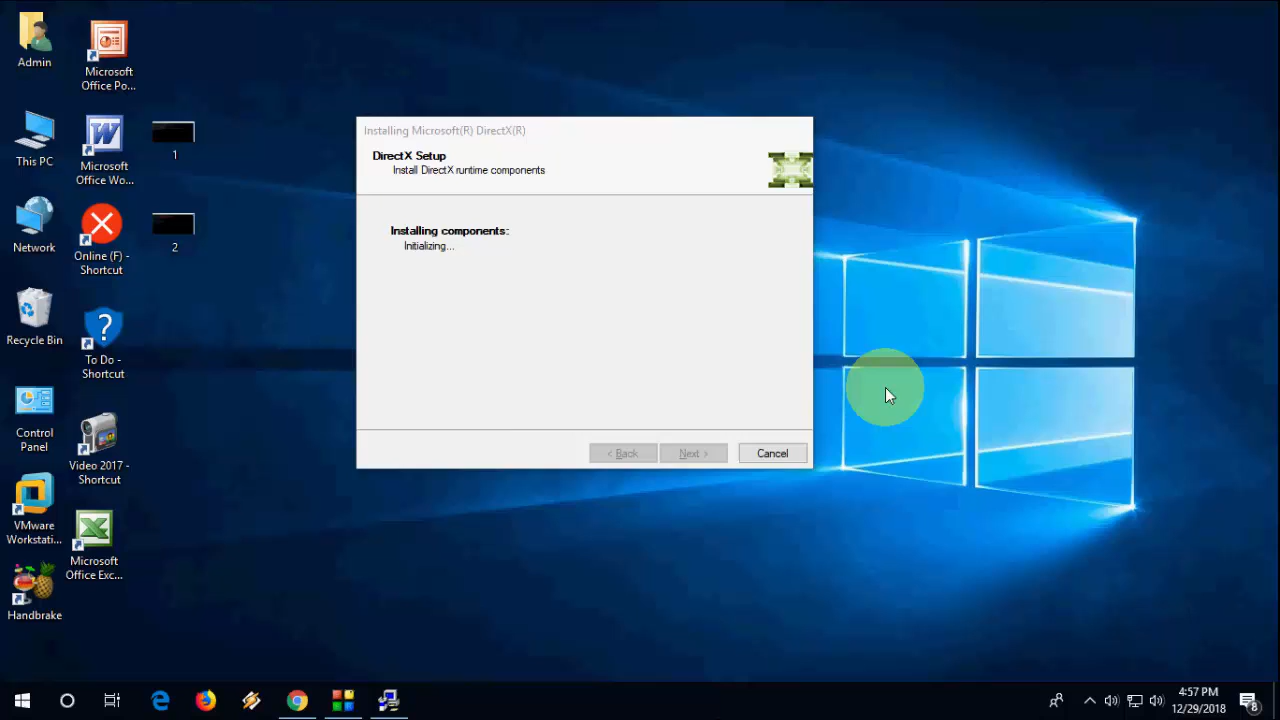 Admin
Microsoft
Office Po...
This PC
Microsoft
Office Wo...
1
Network
Online (F) -
Shortcut
2
Recycle Bin
To Do -
Shortcut
Control
Panel
Video 2017 -
Shortcut
VMware
Workstati...
Microsoft
Office Exc...
Handbrake
Installing Microsoft(R) DirectX(R)
DirectX Setup
Install DirectX runtime components
Installing components:
Initializing...
< Back
Next >
Cancel
4:57 PM
12/29/2018
8